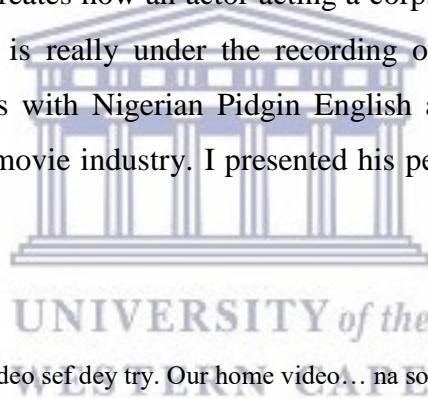 reates how an actor acting a corp
is really under the recording o
s with Nigerian Pidgin English a
movie industry. I presented his pe
UNIVERSITY of the
deo sef dey try. Our home video… na so
WESTERN CAPE